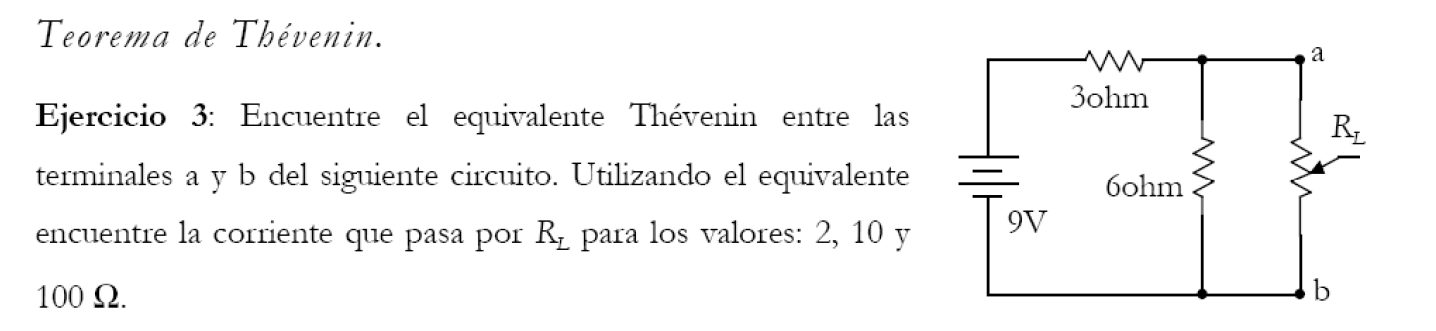 Teorema de Thévenin.
Ejercicio 3: Encuentre el equivalente Thévenin entre las
terminales a y b del siguiente circuito. Utilizando el equivalente
encuentre la corriente que pasa por R_L para los valores: 2, 10 y
100 Ω.
a
3ohm
R_L
6ohm
9V
b